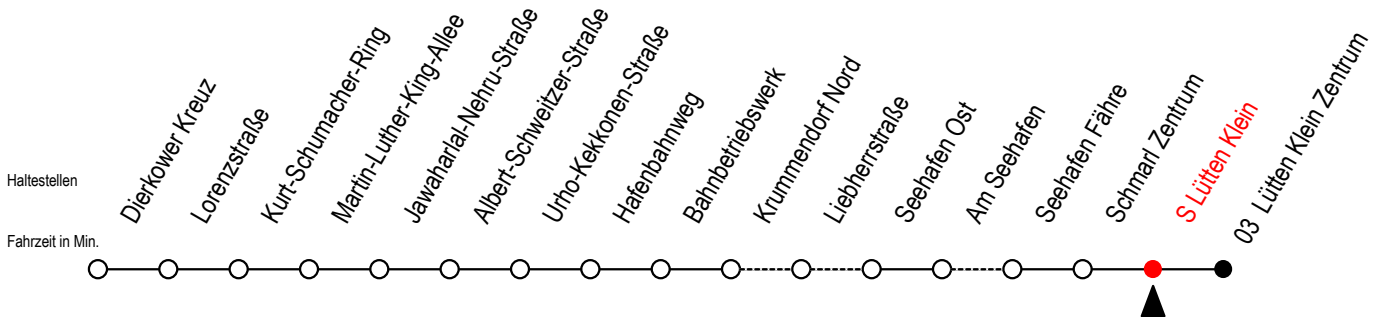 Haltestellen
Dierkower Kreuz
Lorenzstraße
Kurt-Schumacher-Ring
Martin-Luther-King-Allee
Jawaharlal-Nehru-Straße
Albert-Schweitzer-Straße
Urho-Kekkonen-Straße
Hafenbahnweg
Bahnbetriebswerk
Krummendorf Nord
Liebherrstraße
Seehafen Ost
Am Seehafen
Seehafen Fähre
Schmarl Zentrum
S Lütten Klein
03 Lütten Klein Zentrum
Fahrzeit in Min.